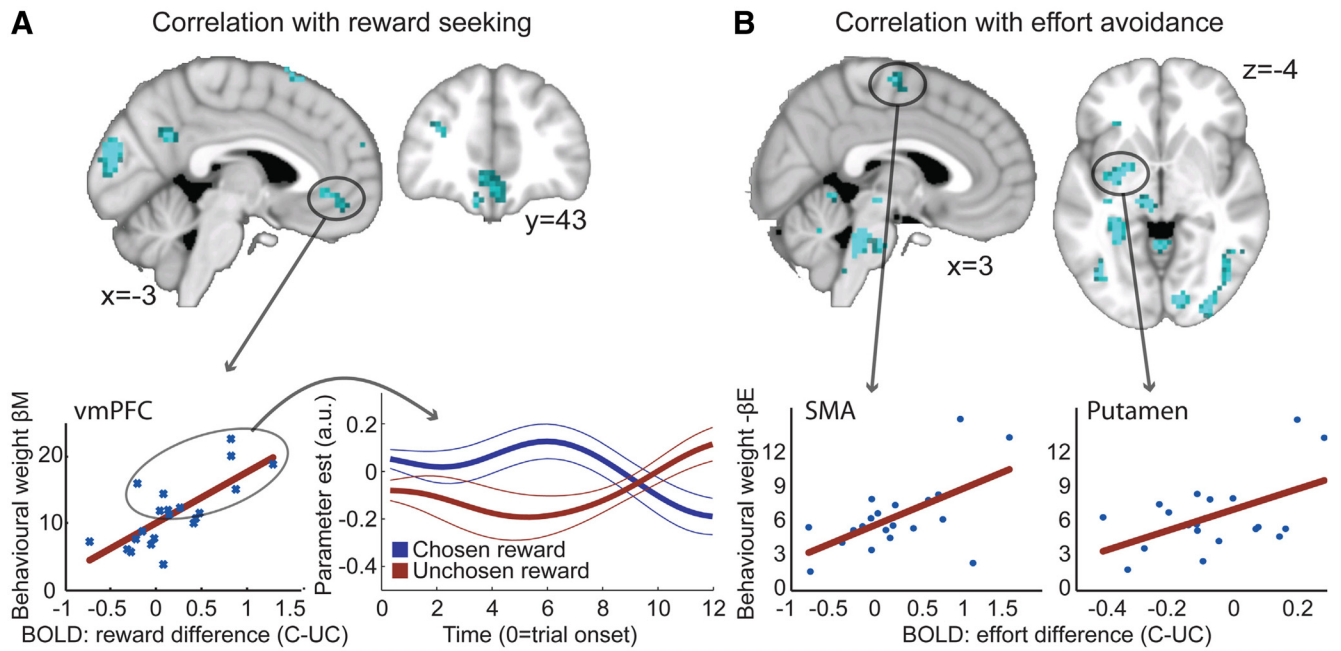 A
Correlation with reward seeking
y=43
x=-3
vmPFC
Behavioural weight βM
20
10
0
-1
-0.5
0
0.5
1
1.5
BOLD: reward difference (C-UC)
Parameter est (a.u.)
0.2
0
-0.2
-0.4
Chosen reward
Unchosen reward
0
2
4
6
8
10
12
Time (0=trial onset)
B
Correlation with effort avoidance
z=-4
x=3
SMA
Behavioural weight -βE
12
9
6
3
0
-1
-0.5
0
0.5
1
1.5
Putamen
12
9
6
3
0
-0.4
-0.2
0
0.2
BOLD: effort difference (C-UC)